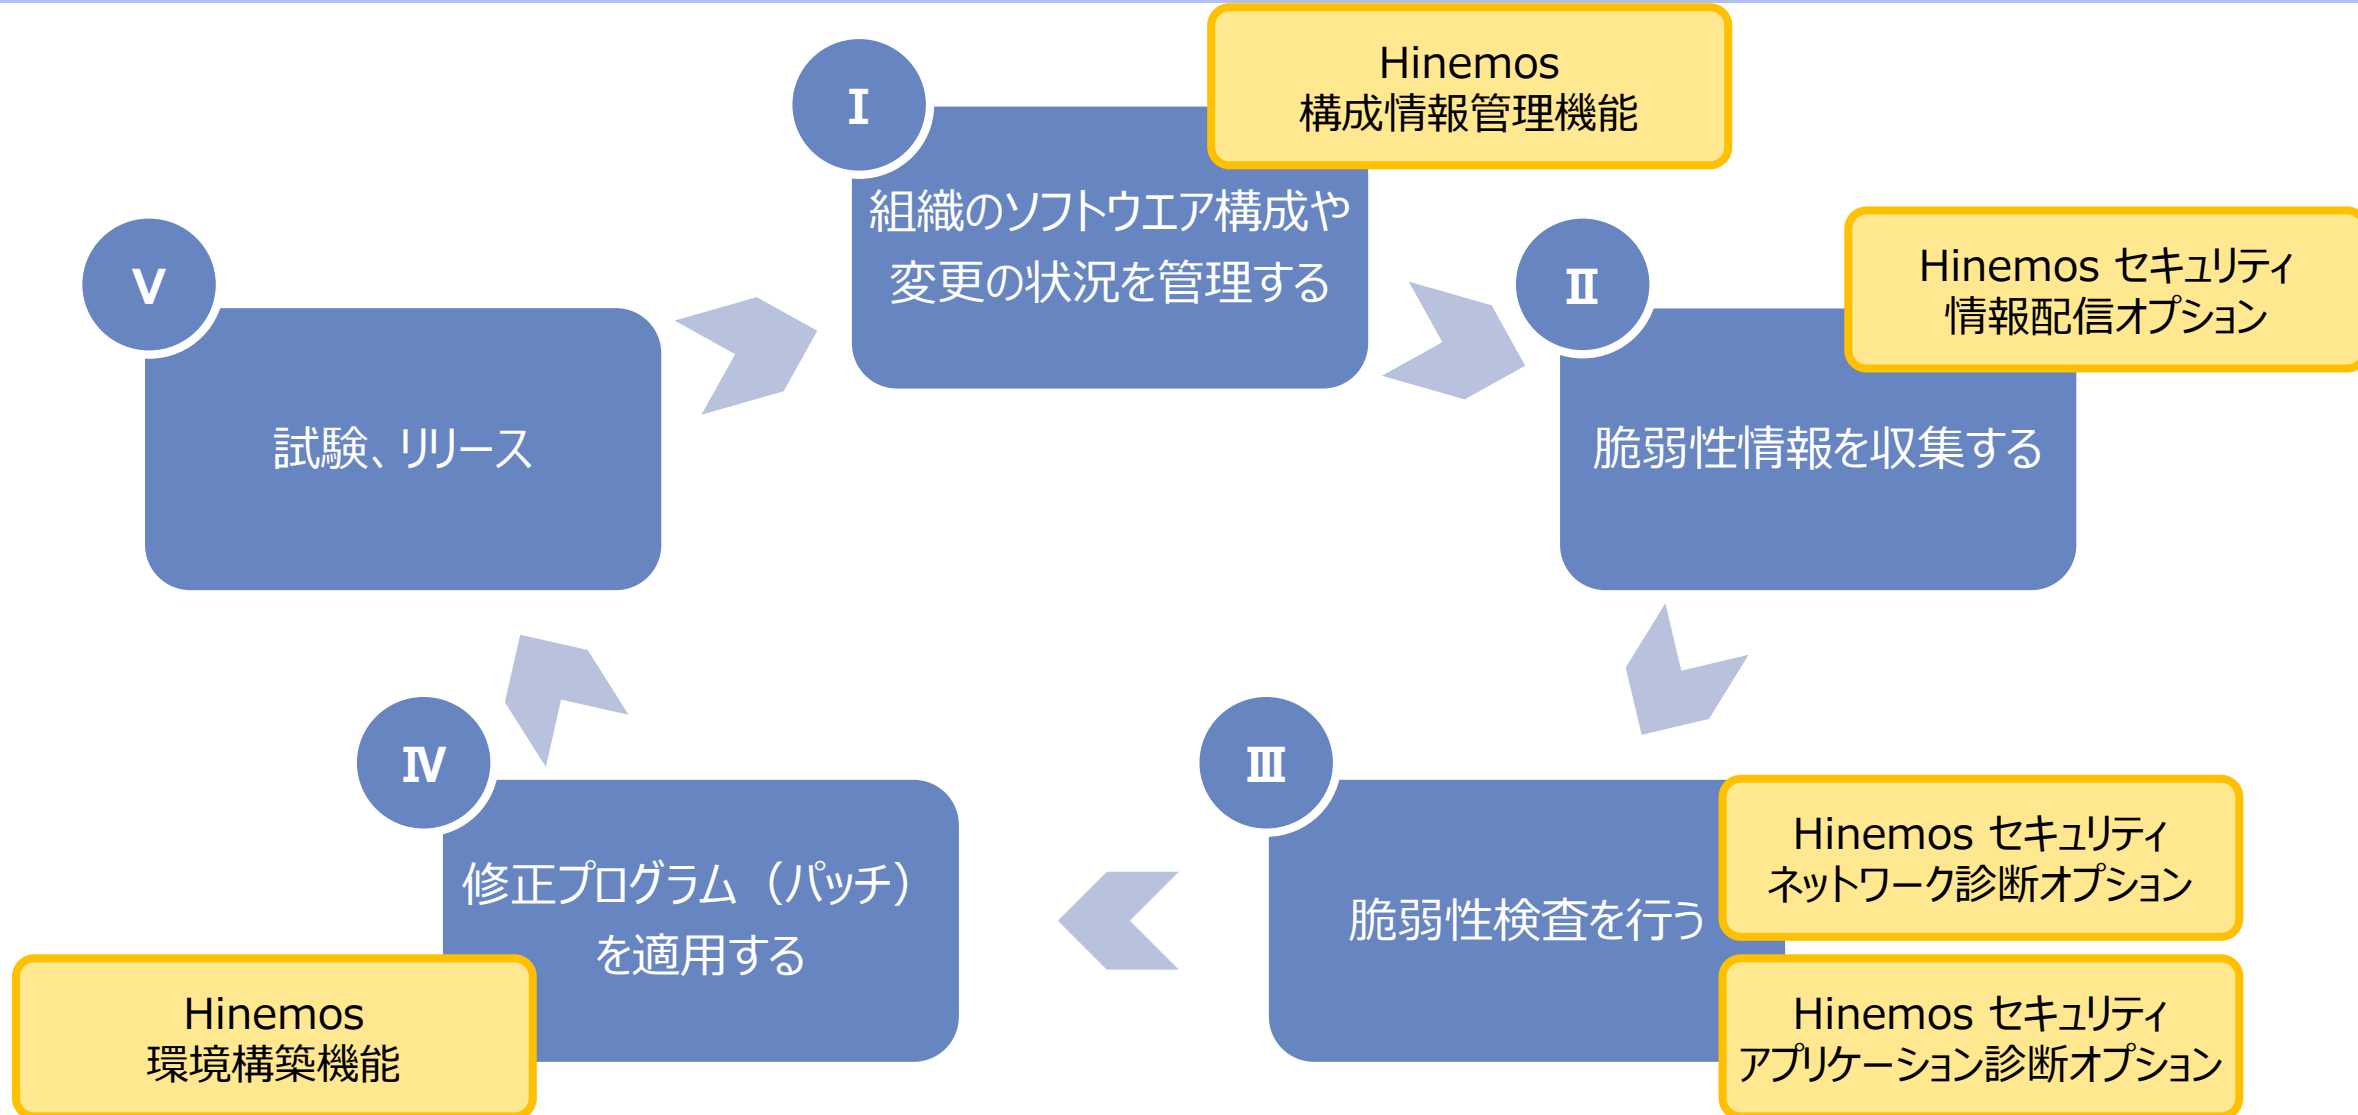 Ⅰ
Hinemos
構成情報管理機能
組織のソフトウエア構成や
変更の状況を管理する
Ⅱ
Hinemos セキュリティ
情報配信オプション
脆弱性情報を収集する
Ⅲ
脆弱性検査を行う
Hinemos セキュリティ
ネットワーク診断オプション
Hinemos セキュリティ
アプリケーション診断オプション
Ⅳ
修正プログラム（パッチ）
を適用する
Hinemos
環境構築機能
Ⅴ
試験、リリース